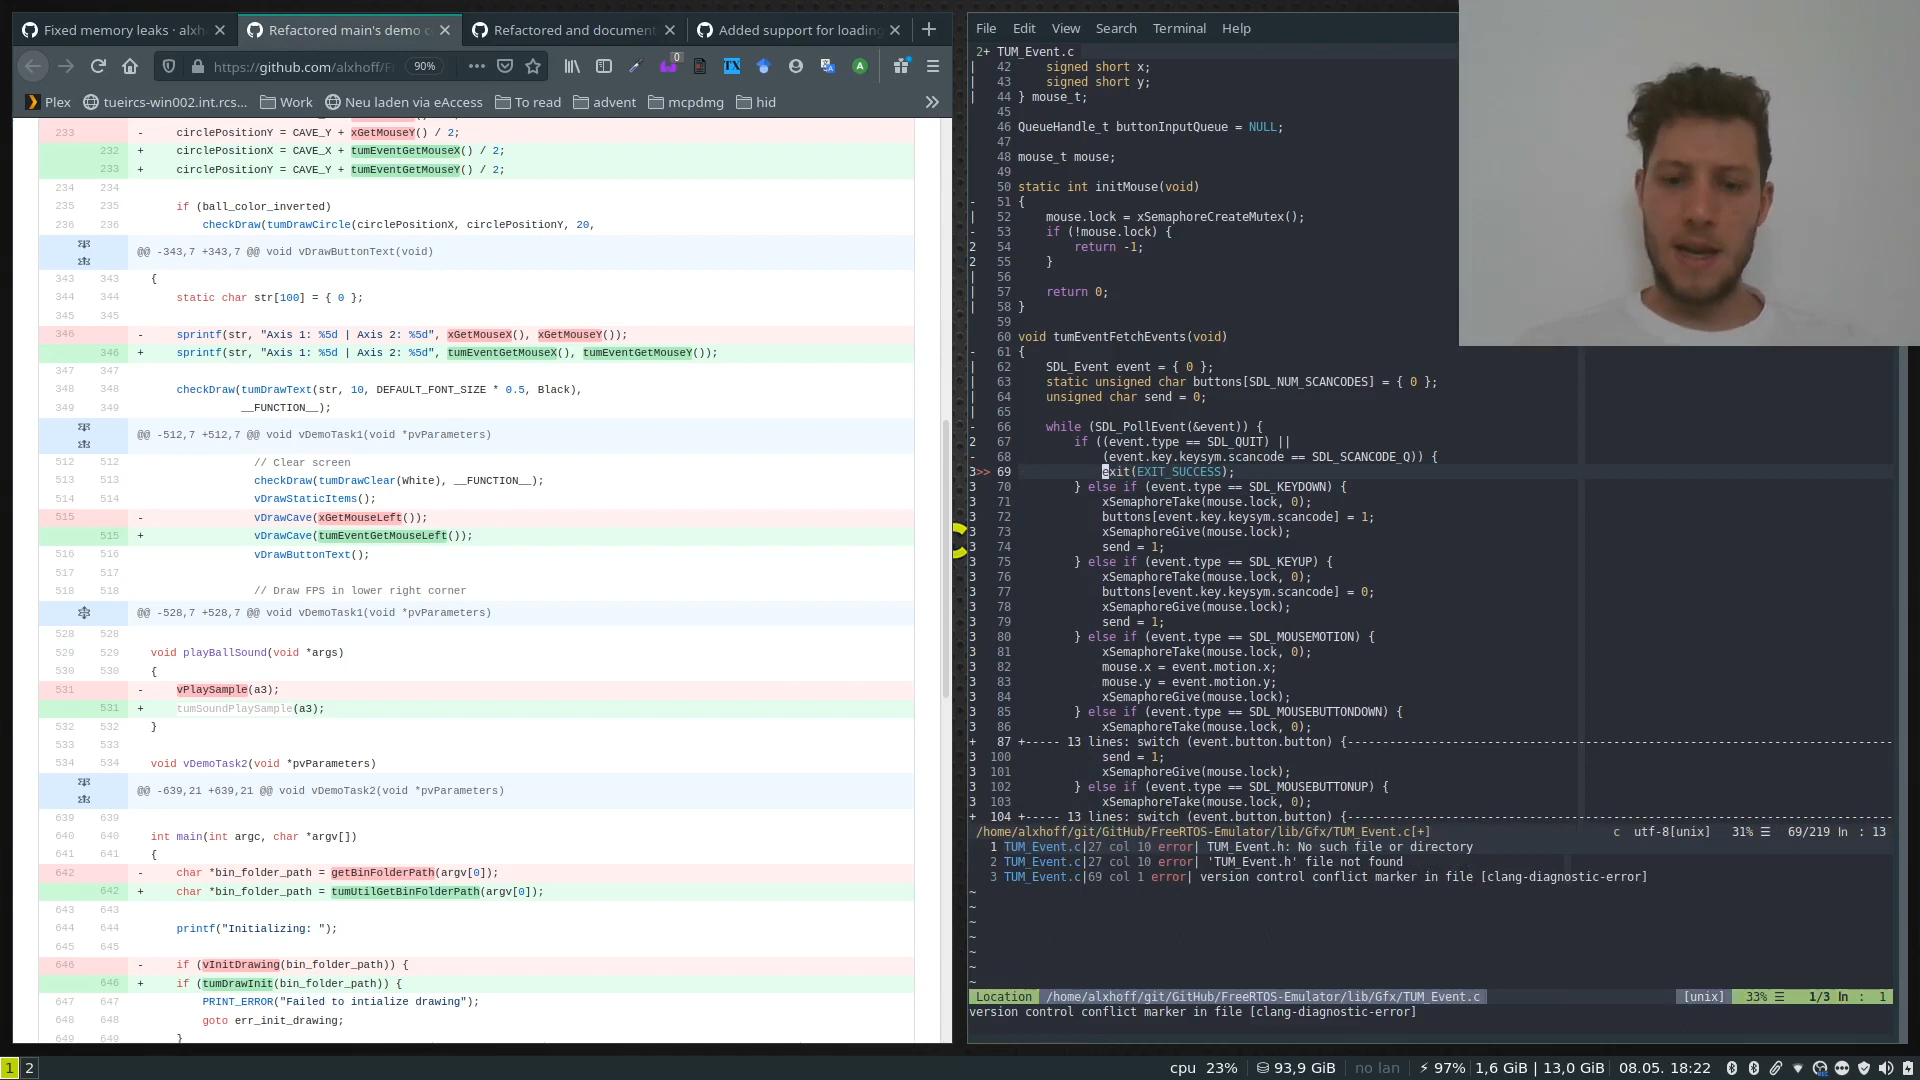 Fixed memory leaks · alxh
Refactored main's demo c
Refactored and document
Added support for loading
https://github.com/alxhoff/F
90%
0
Plex
tueircs-win002.int.rcs...
Work
Neu laden via eAccess
To read
advent
mcpdmg
hid
233 - circlePositionY = CAVE_Y + xGetMouseY() / 2;
232 + circlePositionX = CAVE_X + tumEventGetMouseX() / 2;
233 + circlePositionY = CAVE_Y + tumEventGetMouseY() / 2;
234 234
235 235 if (ball_color_inverted)
236 236 checkDraw(tumDrawCircle(circlePositionX, circlePositionY, 20,
@@ -343,7 +343,7 @@ void vDrawButtonText(void)
343 343 {
344 344 static char str[100] = { 0 };
345 345
346 - sprintf(str, "Axis 1: %5d | Axis 2: %5d", xGetMouseX(), xGetMouseY());
346 + sprintf(str, "Axis 1: %5d | Axis 2: %5d", tumEventGetMouseX(), tumEventGetMouseY());
347 347
348 348 checkDraw(tumDrawText(str, 10, DEFAULT_FONT_SIZE * 0.5, Black),
349 349 __FUNCTION__);
@@ -512,7 +512,7 @@ void vDemoTask1(void *pvParameters)
512 512 // Clear screen
513 513 checkDraw(tumDrawClear(White), __FUNCTION__);
514 514 vDrawStaticItems();
515 - vDrawCave(xGetMouseLeft());
515 + vDrawCave(tumEventGetMouseLeft());
516 516 vDrawButtonText();
517 517
518 518 // Draw FPS in lower right corner
@@ -528,7 +528,7 @@ void vDemoTask1(void *pvParameters)
528 528
529 529 void playBallSound(void *args)
530 530 {
531 - vPlaySample(a3);
531 + tumSoundPlaySample(a3);
532 532 }
533 533
534 534 void vDemoTask2(void *pvParameters)
@@ -639,21 +639,21 @@ void vDemoTask2(void *pvParameters)
639 639
640 640 int main(int argc, char *argv[])
641 641 {
642 - char *bin_folder_path = getBinFolderPath(argv[0]);
642 + char *bin_folder_path = tumUtilGetBinFolderPath(argv[0]);
643 643
644 644 printf("Initializing: ");
645 645
646 - if (vInitDrawing(bin_folder_path)) {
646 + if (tumDrawInit(bin_folder_path)) {
647 647 PRINT_ERROR("Failed to intialize drawing");
648 648 goto err_init_drawing;
649 649 }
File Edit View Search Terminal Help
2+ TUM_Event.c
| 42 signed short x;
| 43 signed short y;
| 44 } mouse_t;
45
46 QueueHandle_t buttonInputQueue = NULL;
47
48 mouse_t mouse;
49
50 static int initMouse(void)
- 51 {
| 52 mouse.lock = xSemaphoreCreateMutex();
- 53 if (!mouse.lock) {
2 54 return -1;
2 55 }
| 56
| 57 return 0;
| 58 }
59
60 void tumEventFetchEvents(void)
- 61 {
| 62 SDL_Event event = { 0 };
| 63 static unsigned char buttons[SDL_NUM_SCANCODES] = { 0 };
| 64 unsigned char send = 0;
| 65
- 66 while (SDL_PollEvent(&event)) {
2 67 if ((event.type == SDL_QUIT) ||
- 68 (event.key.keysym.scancode == SDL_SCANCODE_Q)) {
3>> 69 exit(EXIT_SUCCESS);
3 70 } else if (event.type == SDL_KEYDOWN) {
3 71 xSemaphoreTake(mouse.lock, 0);
3 72 buttons[event.key.keysym.scancode] = 1;
3 73 xSemaphoreGive(mouse.lock);
3 74 send = 1;
3 75 } else if (event.type == SDL_KEYUP) {
3 76 xSemaphoreTake(mouse.lock, 0);
3 77 buttons[event.key.keysym.scancode] = 0;
3 78 xSemaphoreGive(mouse.lock);
3 79 send = 1;
3 80 } else if (event.type == SDL_MOUSEMOTION) {
3 81 xSemaphoreTake(mouse.lock, 0);
3 82 mouse.x = event.motion.x;
3 83 mouse.y = event.motion.y;
3 84 xSemaphoreGive(mouse.lock);
3 85 } else if (event.type == SDL_MOUSEBUTTONDOWN) {
3 86 xSemaphoreTake(mouse.lock, 0);
+ 87 +----- 13 lines: switch (event.button.button) {-----
3 100 send = 1;
3 101 xSemaphoreGive(mouse.lock);
3 102 } else if (event.type == SDL_MOUSEBUTTONUP) {
3 103 xSemaphoreTake(mouse.lock, 0);
+ 104 +----- 13 lines: switch (event.button.button) {-----
/home/alxhoff/git/GitHub/FreeRTOS-Emulator/lib/Gfx/TUM_Event.c[+] c utf-8[unix] 31% ☰ 69/219 ln : 13
1 TUM_Event.c|27 col 10 error| TUM_Event.h: No such file or directory
2 TUM_Event.c|27 col 10 error| 'TUM_Event.h' file not found
3 TUM_Event.c|69 col 1 error| version control conflict marker in file [clang-diagnostic-error]
~
~
~
~
~
~
~
Location /home/alxhoff/git/GitHub/FreeRTOS-Emulator/lib/Gfx/TUM_Event.c [unix] 33% ☰ 1/3 ln : 1
version control conflict marker in file [clang-diagnostic-error]
1 2
cpu 23% 93,9 GiB no lan ⚡ 97% 1,6 GiB | 13,0 GiB 08.05. 18:22